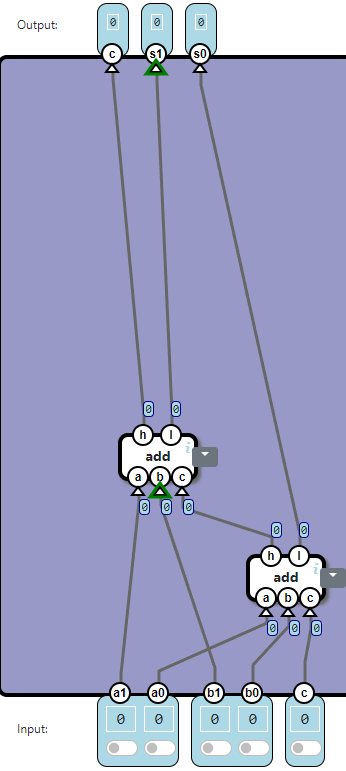 Output: 0 0 0
c s1 s0
0 0
h l
add i
a b c
0 0 0
0 0
h l
add i
a b c
0 0 0
a1 a0 b1 b0 c
0 0 0 0 0
Input: